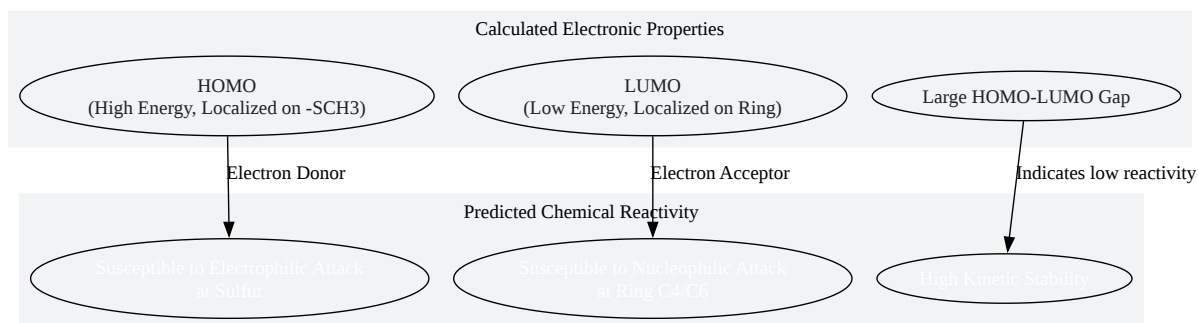 Calculated Electronic Properties
HOMO
(High Energy, Localized on -SCH3)
LUMO
(Low Energy, Localized on Ring)
Large HOMO-LUMO Gap
Electron Donor
Electron Acceptor
Indicates low reactivity
Predicted Chemical Reactivity
Susceptible to Electrophilic Attack
at Sulfur
Susceptible to Nucleophilic Attack
at Ring C4/C6
High Kinetic Stability